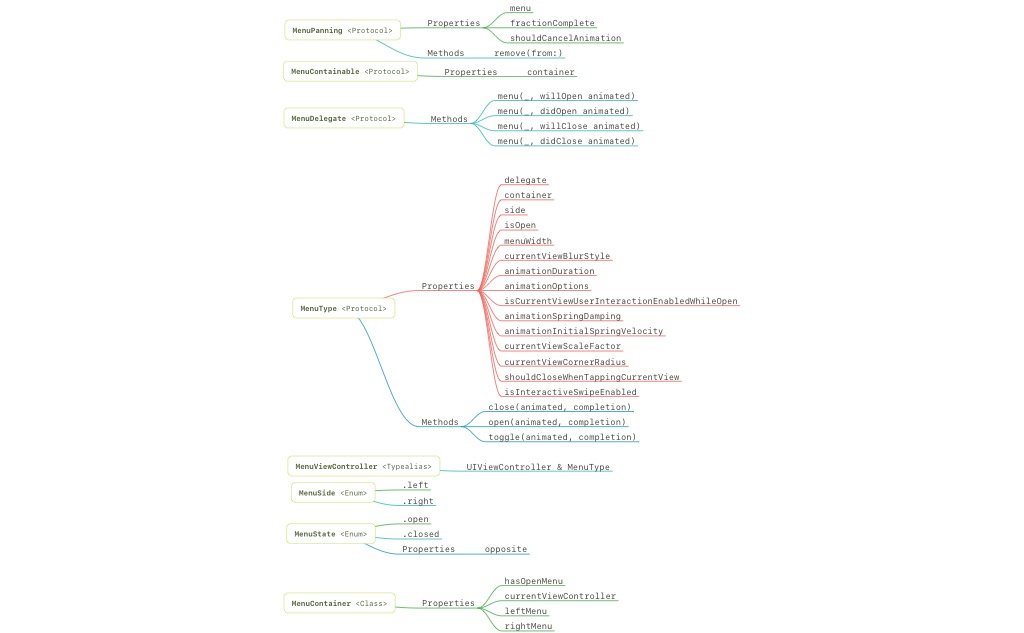 MenuPanning <Protocol>
Properties
menu
fractionComplete
shouldCancelAnimation
Methods
remove(from:)
MenuContainable <Protocol>
Properties
container
MenuDelegate <Protocol>
Methods
menu(_, willOpen animated)
menu(_, didOpen animated)
menu(_, willClose animated)
menu(_, didClose animated)
MenuType <Protocol>
Properties
delegate
container
side
isOpen
menuWidth
currentViewBlurStyle
animationDuration
animationOptions
isCurrentViewUserInteractionEnabledWhileOpen
animationSpringDamping
animationInitialSpringVelocity
currentViewScaleFactor
currentViewCornerRadius
shouldCloseWhenTappingCurrentView
isInteractiveSwipeEnabled
Methods
close(animated, completion)
open(animated, completion)
toggle(animated, completion)
MenuViewController <Typealias>
UIViewController & MenuType
MenuSide <Enum>
.left
.right
MenuState <Enum>
.open
.closed
Properties
opposite
MenuContainer <Class>
Properties
hasOpenMenu
currentViewController
leftMenu
rightMenu